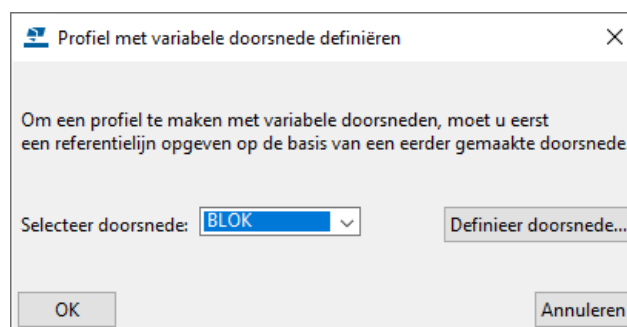 Profiel met variabele doorsnede definiëren
Om een profiel te maken met variabele doorsneden, moet u eerst
een referentielijn opgeven op de basis van een eerder gemaakte doorsnede
Selecteer doorsnede: BLOK Definieer doorsnede...
OK Annuleren